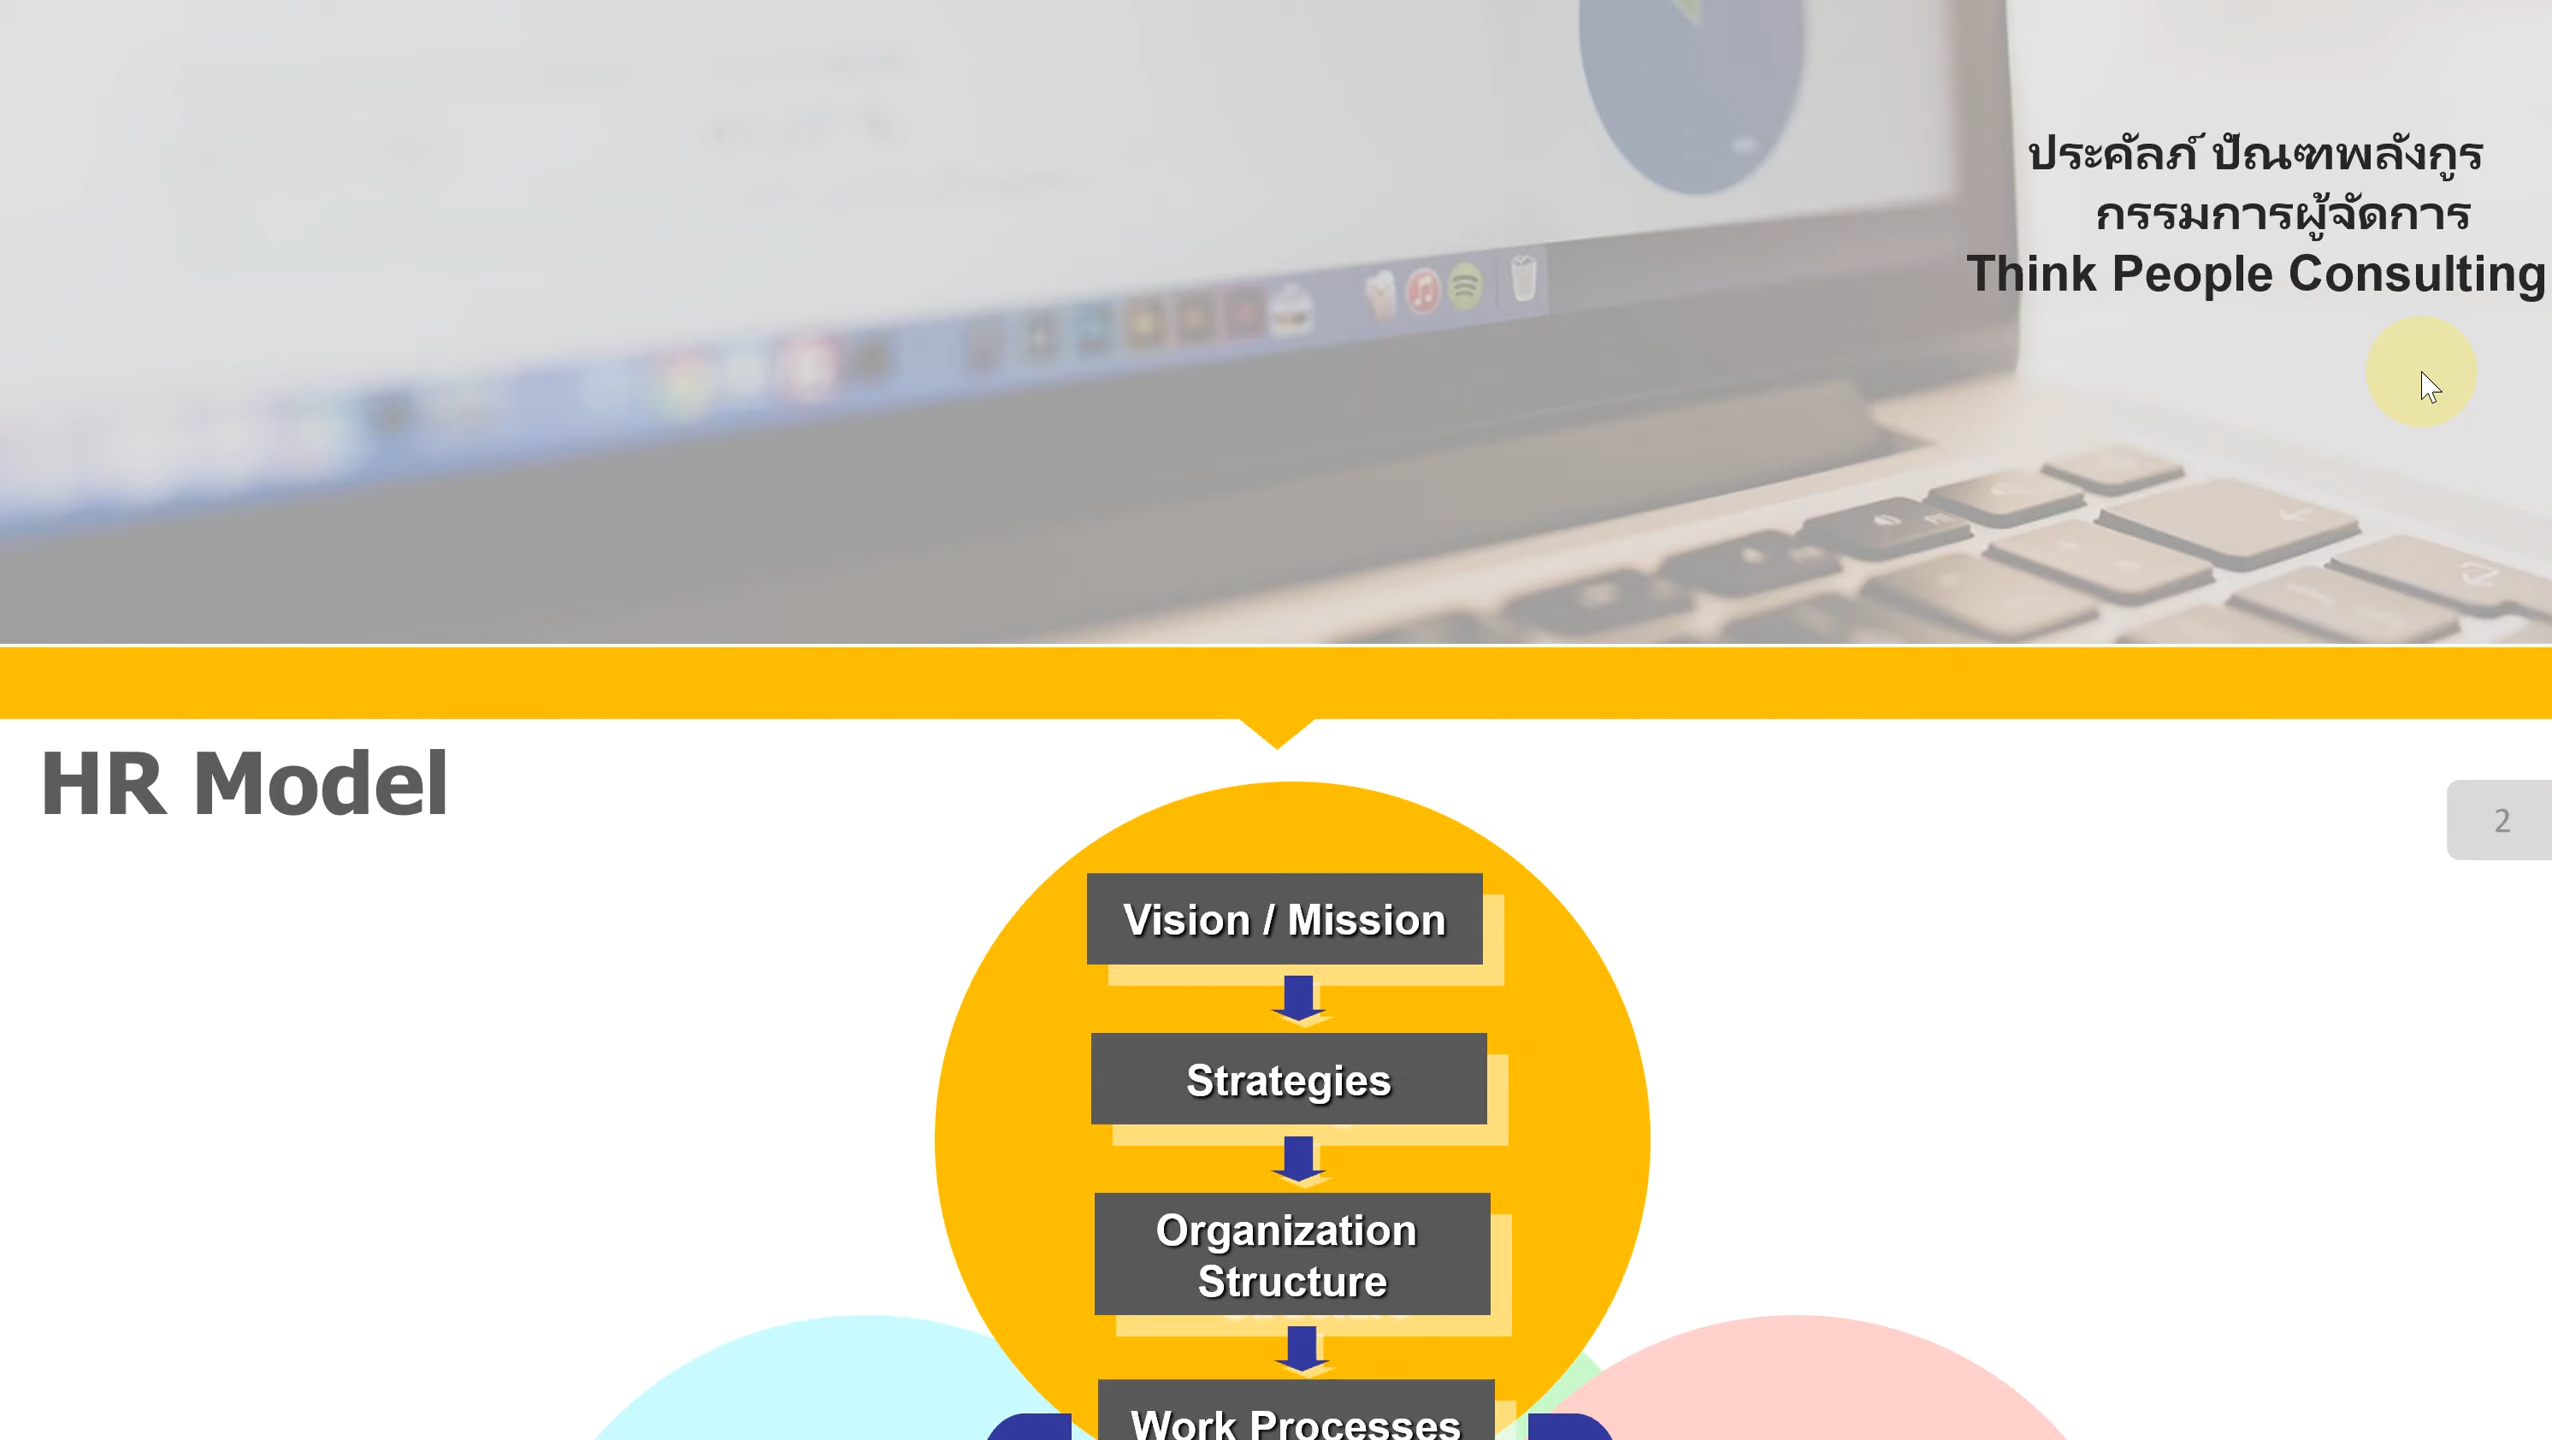 ประคัลภ์ ปัณฑพลังกูร
กรรมการผู้จัดการ
Think People Consulting
HR Model
2
Vision / Mission
Strategies
Organization
Structure
Work Processes